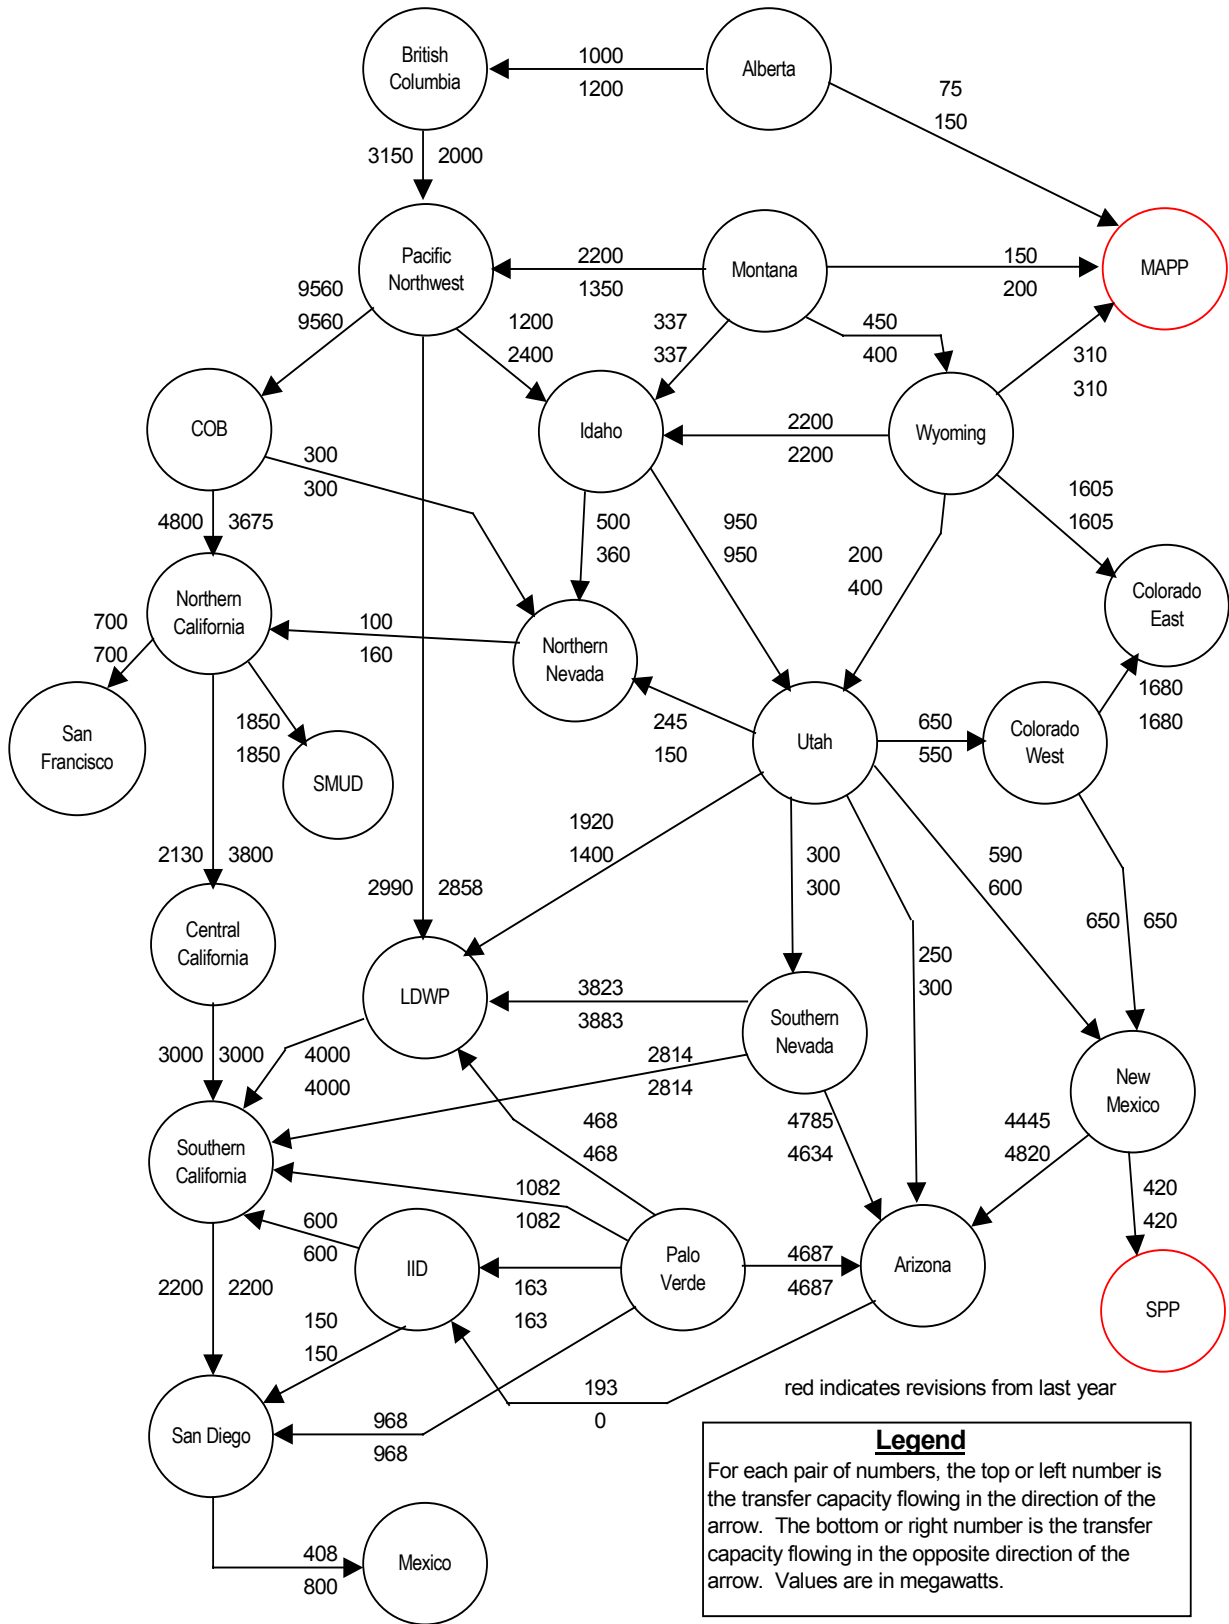 British
Columbia
1000
1200
Alberta
75
150
3150 2000
Pacific
Northwest
2200
1350
Montana
150
200
MAPP
9560
9560
1200
2400
337
337
450
400
310
310
COB
Idaho
2200
2200
Wyoming
300
300
4800 3675
500
360
950
950
200
400
1605
1605
Northern
California
700
700
100
160
Northern
Nevada
Colorado
East
San
Francisco
1850
1850
SMUD
245
150
Utah
650
550
Colorado
West
1680
1680
1920
1400
300
300
590
600
2130 3800
2990 2858
650 650
Central
California
LDWP
3823
3883
Southern
Nevada
250
300
3000 3000
4000
4000
2814
2814
New
Mexico
Southern
California
468
468
4785
4634
4445
4820
1082
1082
420
420
600
600
IID
163
163
Palo
Verde
4687
4687
Arizona
SPP
2200 2200
150
150
193
0
red indicates revisions from last year
San Diego
968
968
408
800
Mexico
Legend
For each pair of numbers, the top or left number is
the transfer capacity flowing in the direction of the
arrow. The bottom or right number is the transfer
capacity flowing in the opposite direction of the
arrow. Values are in megawatts.